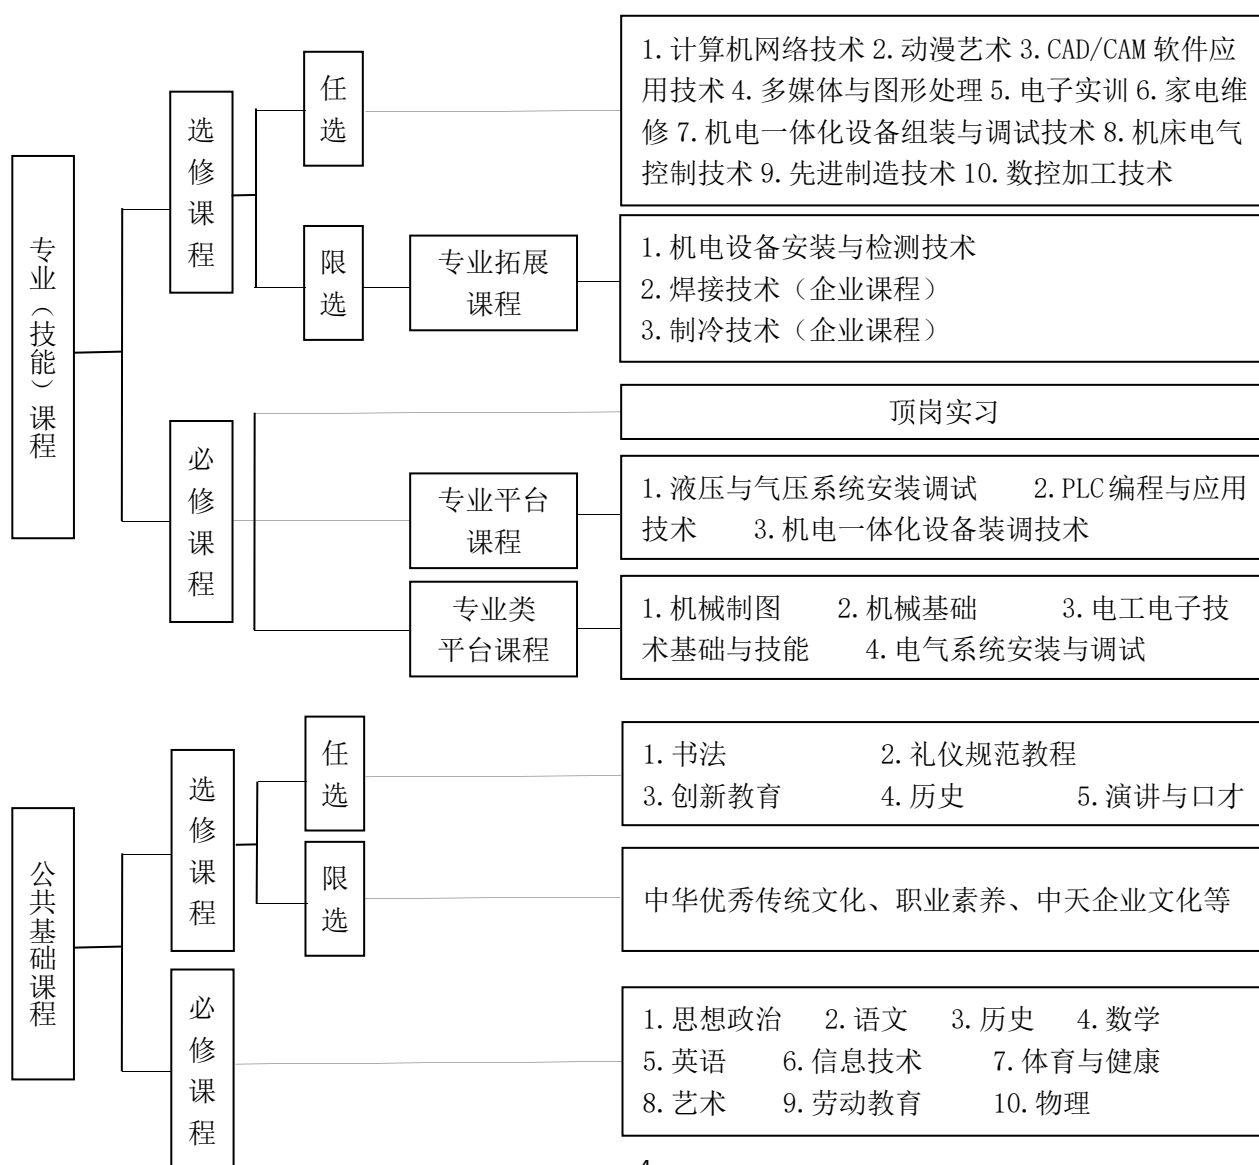 专业（技能）课程
选修课程
任选
1.计算机网络技术 2.动漫艺术 3.CAD/CAM 软件应
用技术 4.多媒体与图形处理 5.电子实训 6.家电维
修 7.机电一体化设备组装与调试技术 8.机床电气
控制技术 9.先进制造技术 10.数控加工技术
限选
专业拓展
课程
1.机电设备安装与检测技术
2.焊接技术（企业课程）
3.制冷技术（企业课程）
必修课程
顶岗实习
专业平台
课程
1.液压与气压系统安装调试 2.PLC编程与应用
技术 3.机电一体化设备装调技术
专业类
平台课程
1.机械制图 2.机械基础 3.电工电子技
术基础与技能 4.电气系统安装与调试
公共基础课程
选修课程
任选
1.书法 2.礼仪规范教程
3.创新教育 4.历史 5.演讲与口才
限选
中华优秀传统文化、职业素养、中天企业文化等
必修课程
1.思想政治 2.语文 3.历史 4.数学
5.英语 6.信息技术 7.体育与健康
8.艺术 9.劳动教育 10.物理